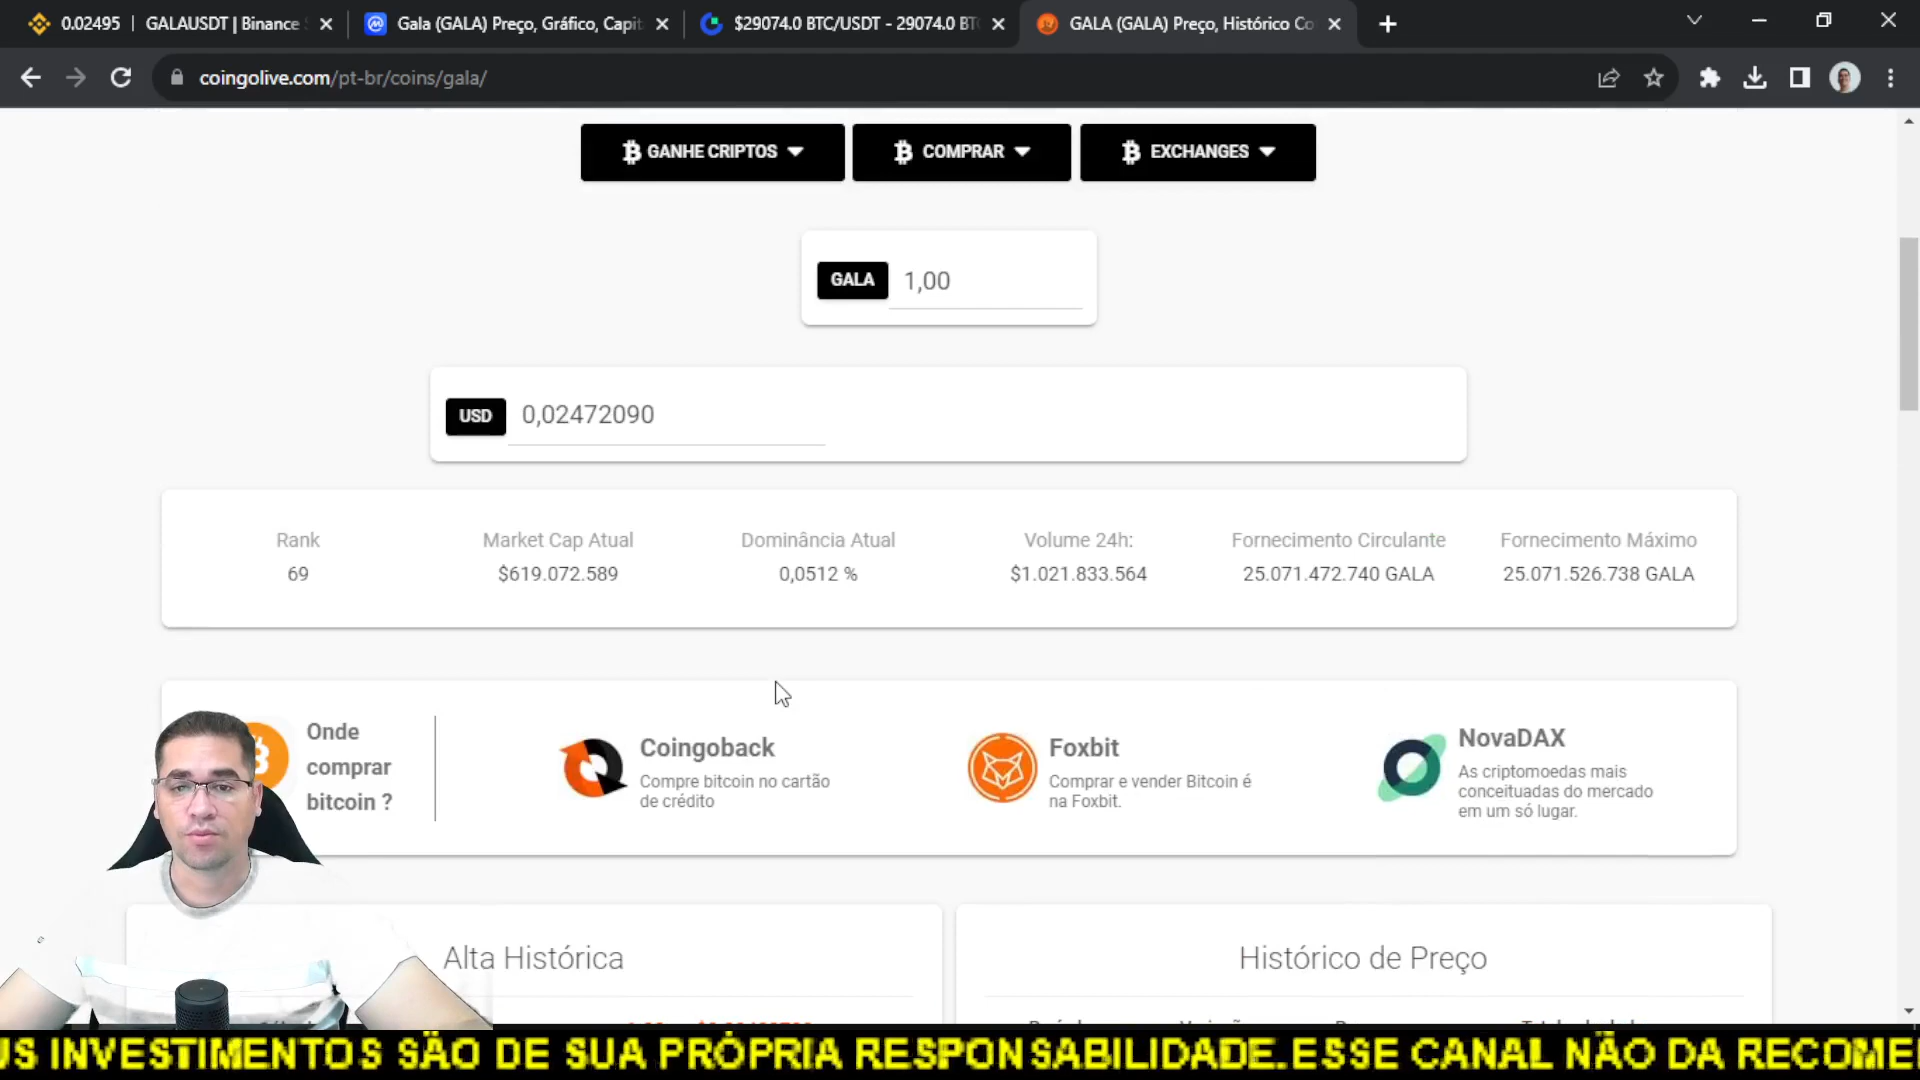 0.02495 | GALAUSDT | Binance S
Gala (GALA) Preço, Gráfico, Capit
$29074.0 BTC/USDT - 29074.0 BT
GALA (GALA) Preço, Histórico Co
coingolive.com/pt-br/coins/gala/
GANHE CRIPTOS
COMPRAR
EXCHANGES
GALA 1,00
USD 0,02472090
Rank
69
Market Cap Atual
$619.072.589
Dominância Atual
0,0512 %
Volume 24h:
$1.021.833.564
Fornecimento Circulante
25.071.472.740 GALA
Fornecimento Máximo
25.071.526.738 GALA
Onde
comprar
bitcoin ?
Coingoback
Compre bitcoin no cartão
de crédito
Foxbit
Comprar e vender Bitcoin é
na Foxbit.
NovaDAX
As criptomoedas mais
conceituadas do mercado
em um só lugar.
Alta Histórica
Histórico de Preço
US INVESTIMENTOS SÃO DE SUA PRÓPRIA RESPONSABILIDADE.ESSE CANAL NÃO DA RECOME